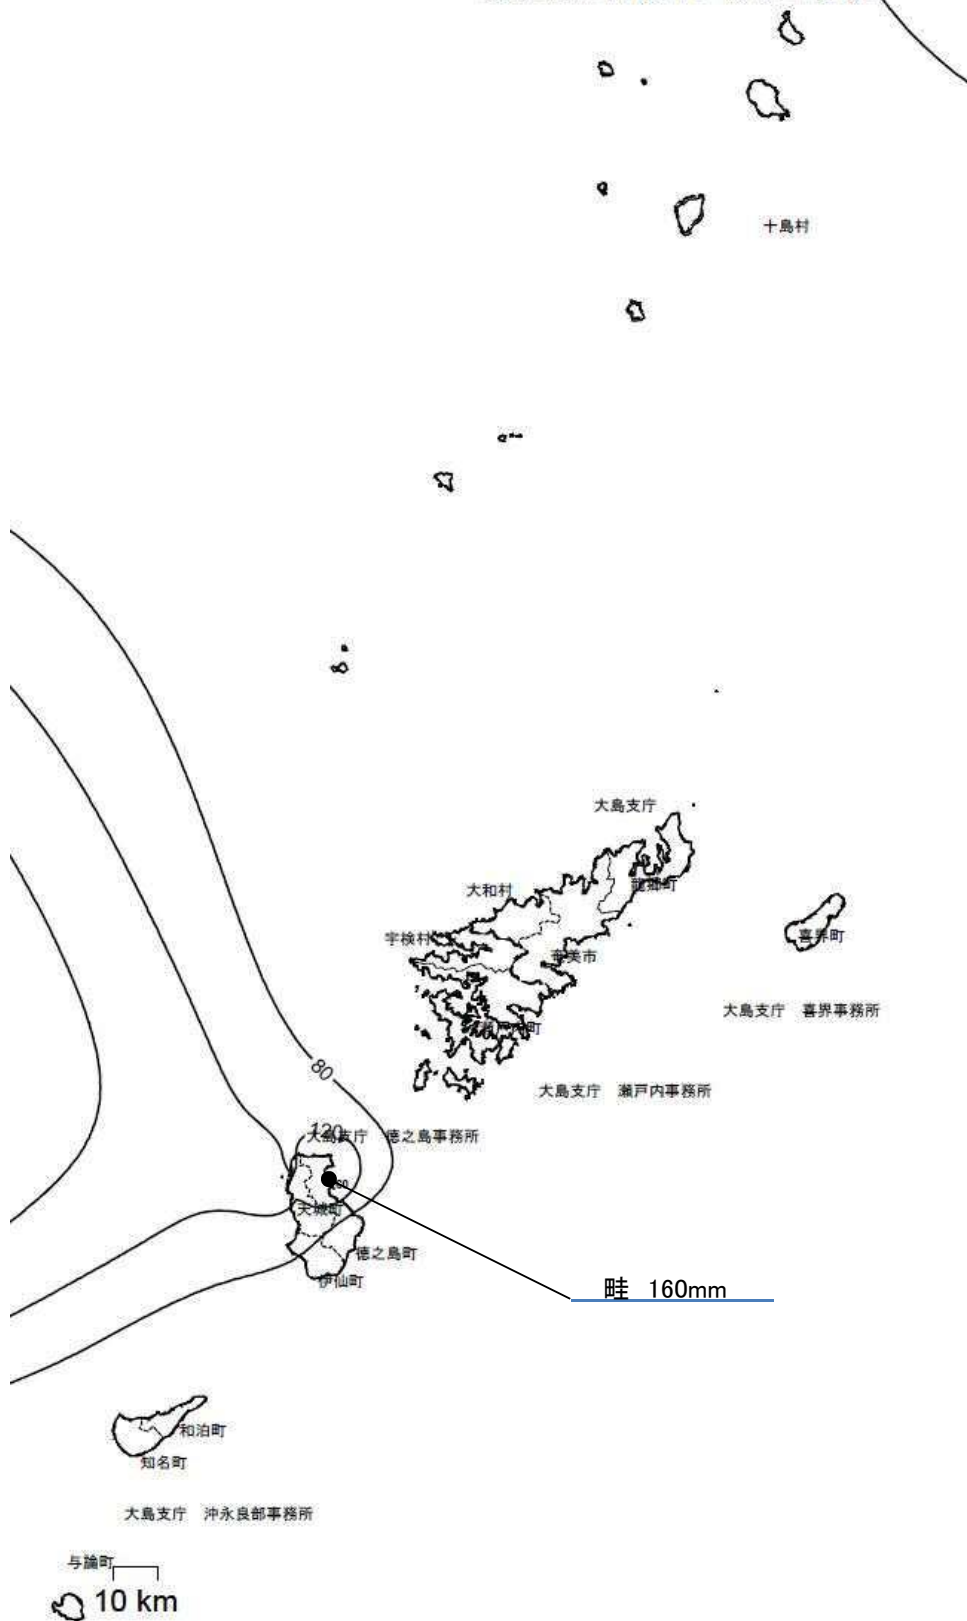 十島村
大島支庁
龍郷町
大和村
宇検村
奄美市
喜界町
大島支庁 喜界事務所
瀬戸内町
大島支庁 瀬戸内事務所
80
120
大島支庁 徳之島事務所
天城町
徳之島町
伊仙町
畦 160mm
和泊町
知名町
大島支庁 沖永良部事務所
与論町
10 km